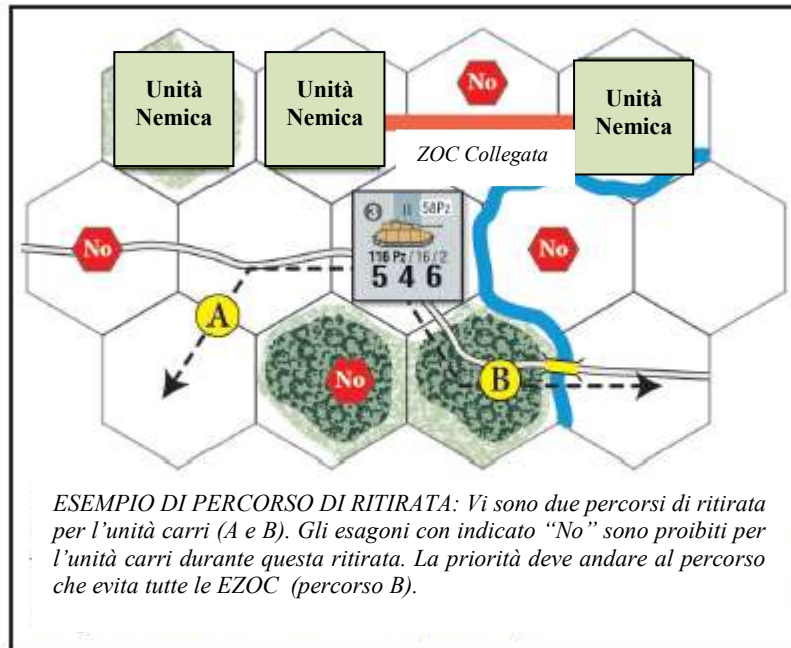 No
Unità
Nemica
Unità
Nemica
Unità
Nemica
ZOC Collegata
No
3 II 58Pz
116 Pz / 16 / 2
5 4 6
No
A
No
B
ESEMPIO DI PERCORSO DI RITIRATA: Vi sono due percorsi di ritirata
per l’unità carri (A e B). Gli esagoni con indicato “No” sono proibiti per
l’unità carri durante questa ritirata. La priorità deve andare al percorso
che evita tutte le EZOC (percorso B).